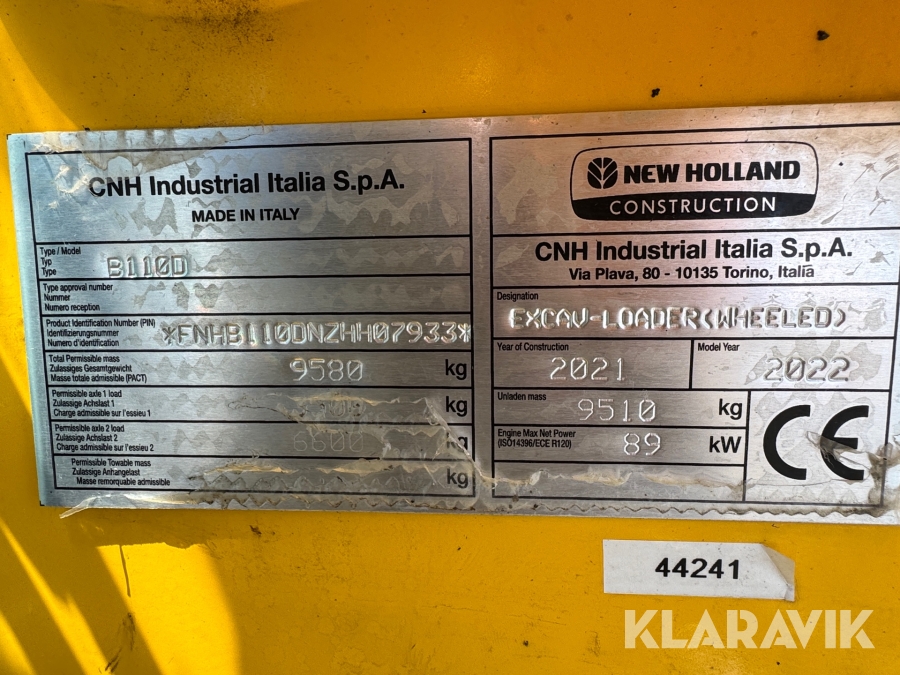 CNH Industrial Italia S.p.A.
MADE IN ITALY
Type / Model
Typ
Type
B110D
Type approval number
Nummer
Numero reception
Product Identification Number (PIN)
Identifizierungsnummer
Numero d'identification
*FNHB110DNZHH07933*
Total Permissible mass
Zulassiges Gesamtgewicht
Masse totale admissible (PACT)
9580 kg
Permissible axle 1 load
Zulassige Achslast 1
Charge admissible sur l'essieu 1
kg
Permissible axle 2 load
Zulassige Achslast 2
Charge admissible sur l'essieu 2
kg
Permissible Towable mass
Zulassige Anhangelast
Masse remorquable admissible
kg
NEW HOLLAND
CONSTRUCTION
CNH Industrial Italia S.p.A.
Via Plava, 80 - 10135 Torino, Italia
Designation
EXCAV-LOADER(WHEELED)
Year of Construction
2021
Model Year
2022
Unladen mass
9510 kg
Engine Max Net Power
(ISO14396/ECE R120)
89 kW
CE
44241
KLARAVIK